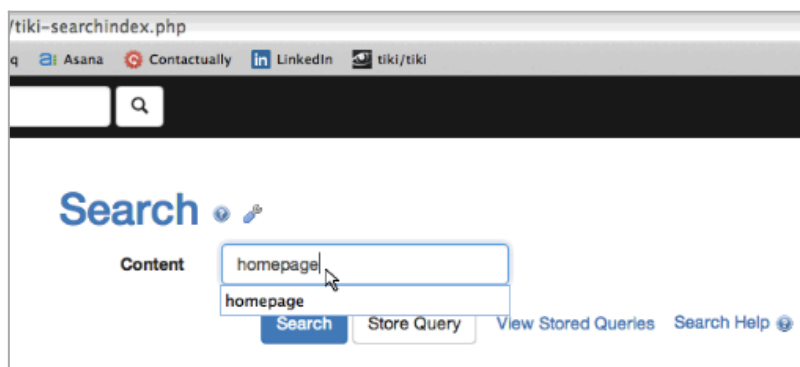 /tiki-searchindex.php
q Asana Contactually LinkedIn tiki/tiki
Search
Content homepage
homepage
Search Store Query View Stored Queries Search Help